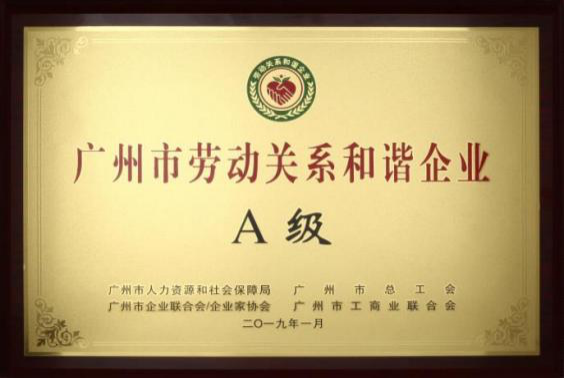 劳动关系和谐企业
广州市劳动关系和谐企业
A级
广州市人力资源和社会保障局 广州市总工会
广州市企业联合会/企业家协会 广州市工商业联合会
二〇一九年一月